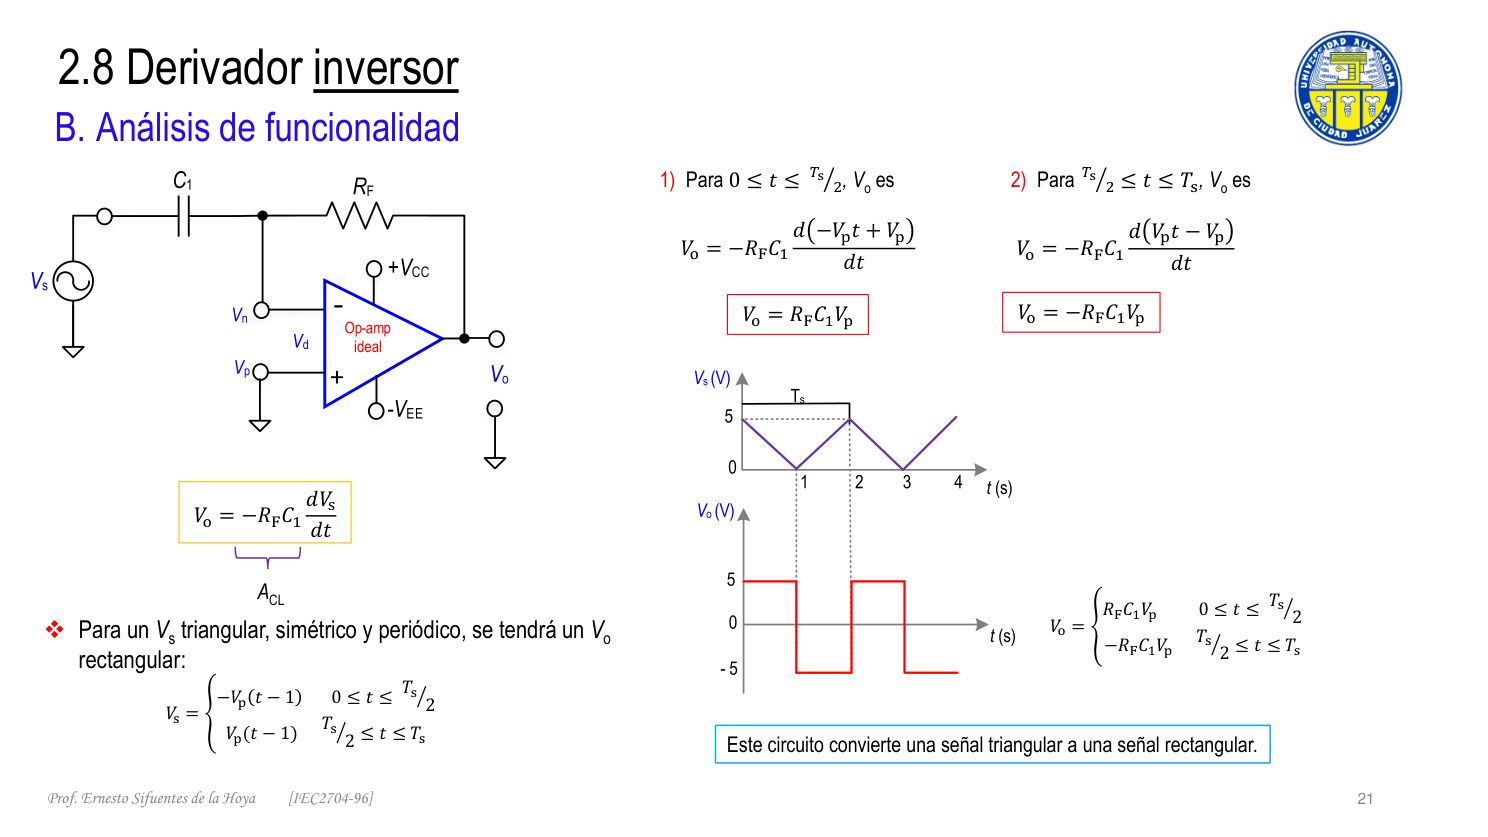 2.8 Derivador inversor
B. Análisis de funcionalidad
UNIVERSIDAD AUTONOMA
DE CIUDAD JUAREZ
C1
RF
Vs
+VCC
Vn
Op-amp
ideal
Vd
Vp
-
+
Vo
-VEE
Vo = −RFC1 dVs/dt
ACL
❖ Para un Vs triangular, simétrico y periódico, se tendrá un Vo
rectangular:
Vs = { −Vp(t − 1) 0 ≤ t ≤ Ts/2
Vp(t − 1) Ts/2 ≤ t ≤ Ts
1) Para 0 ≤ t ≤ Ts/2, Vo es
Vo = −RFC1 d(−Vpt + Vp)/dt
Vo = RFC1Vp
2) Para Ts/2 ≤ t ≤ Ts, Vo es
Vo = −RFC1 d(Vpt − Vp)/dt
Vo = −RFC1Vp
Vs (V)
Ts
5
0
1 2 3 4 t (s)
Vo (V)
5
0
t (s)
- 5
Vo = { RFC1Vp 0 ≤ t ≤ Ts/2
−RFC1Vp Ts/2 ≤ t ≤ Ts
Este circuito convierte una señal triangular a una señal rectangular.
Prof. Ernesto Sifuentes de la Hoya [IEC2704-96]
21